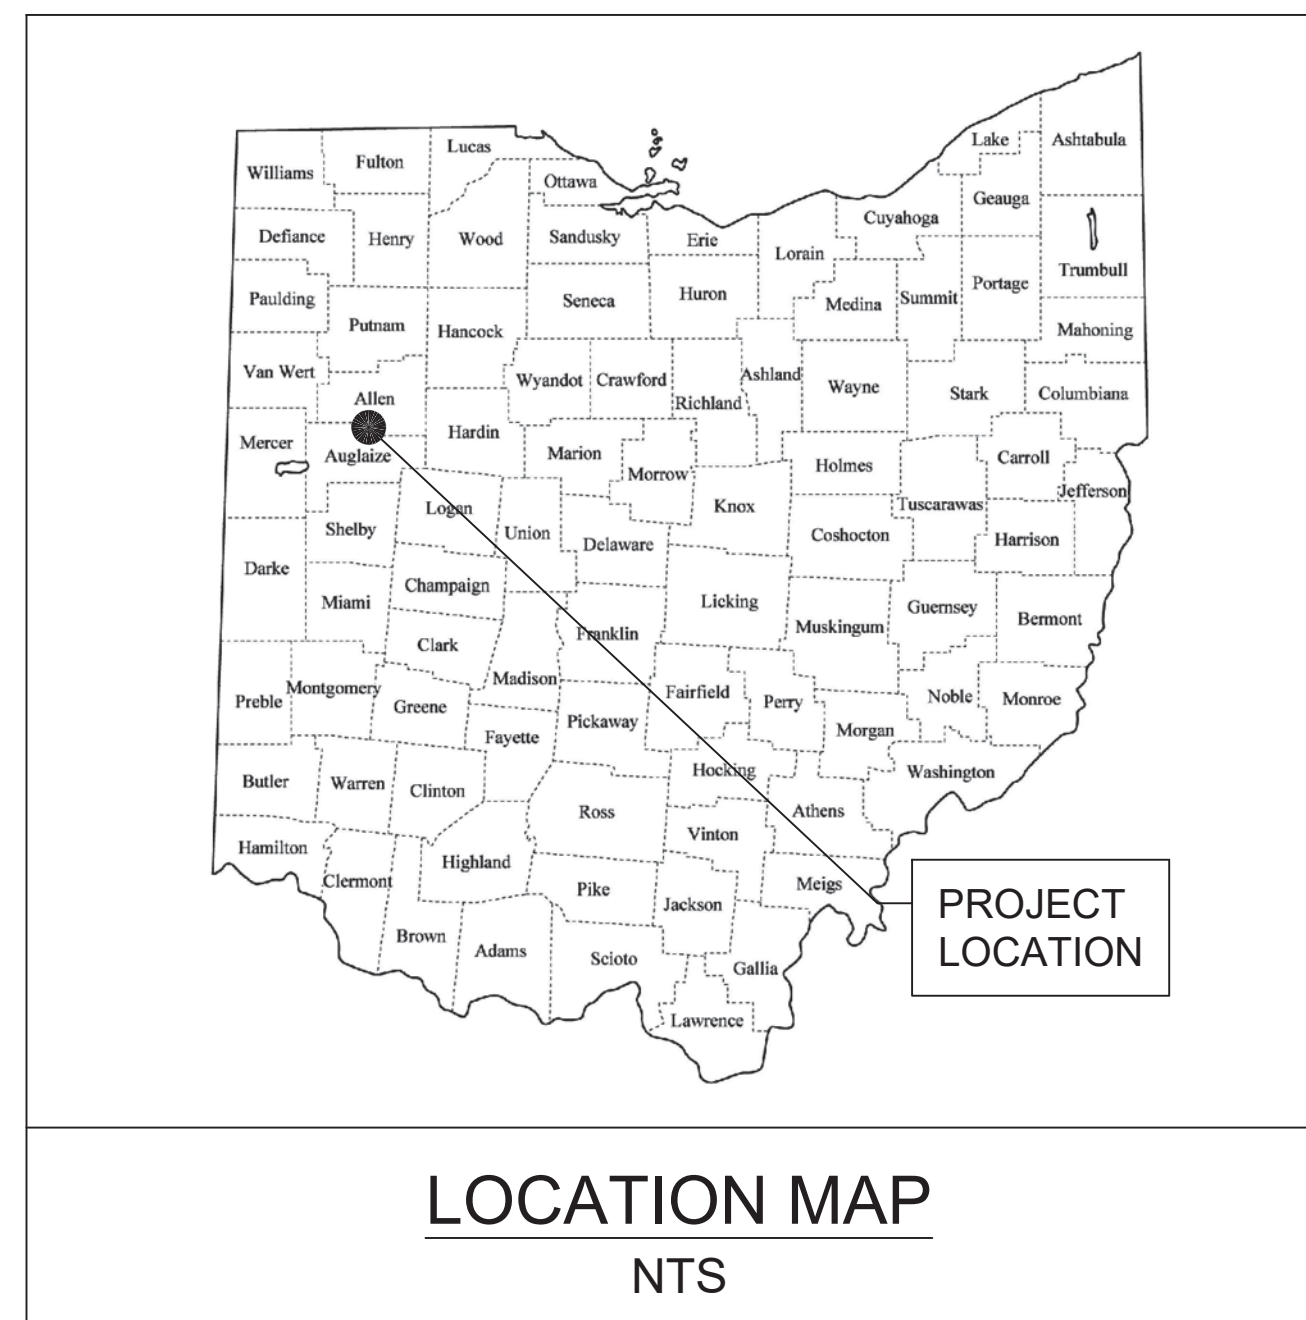 Lake
Ashtabula
Lucas
Fulton
Williams
Ottawa
Geauga
Cuyahoga
Defiance
Henry
Wood
Sandusky
Erie
Lorain
Trumbull
Paulding
Seneca
Huron
Medina
Summit
Portage
Putnam
Hancock
Mahoning
Van Wert
Wyandot
Crawford
Ashland
Wayne
Stark
Columbiana
Allen
Richland
Mercer
Hardin
Auglaize
Marion
Morrow
Holmes
Carroll
Jefferson
Logan
Knox
Tuscarawas
Shelby
Union
Delaware
Coshocton
Harrison
Darke
Champaign
Miami
Licking
Guernsey
Bermont
Clark
Franklin
Muskingum
Madison
Preble
Montgomery
Greene
Fairfield
Perry
Noble
Monroe
Pickaway
Fayette
Morgan
Butler
Warren
Clinton
Hocking
Washington
Ross
Athens
Hamilton
Vinton
Highland
Clermont
Pike
Meigs
Jackson
Brown
Adams
Scioto
Gallia
Lawrence
PROJECT
LOCATION
LOCATION MAP
NTS